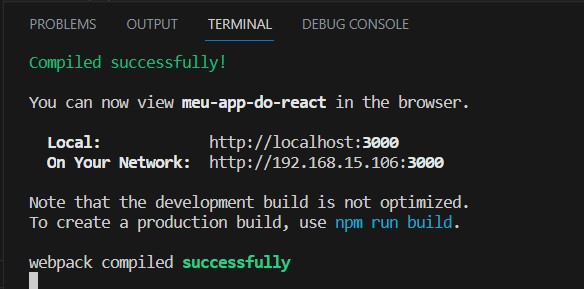 PROBLEMS OUTPUT TERMINAL DEBUG CONSOLE
Compiled successfully!
You can now view meu-app-do-react in the browser.
Local: http://localhost:3000
On Your Network: http://192.168.15.106:3000
Note that the development build is not optimized.
To create a production build, use npm run build.
webpack compiled successfully